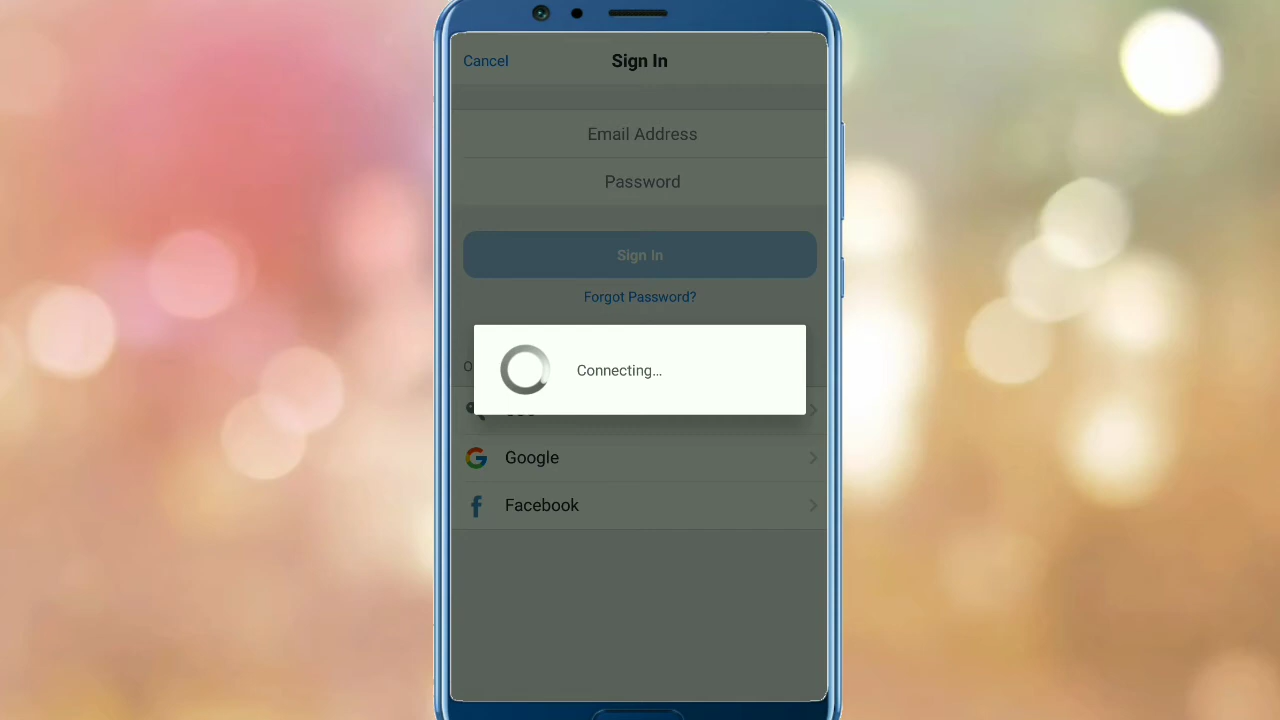 Cancel
Sign In
Email Address
Password
Sign In
Forgot Password?
Connecting...
Google
Facebook